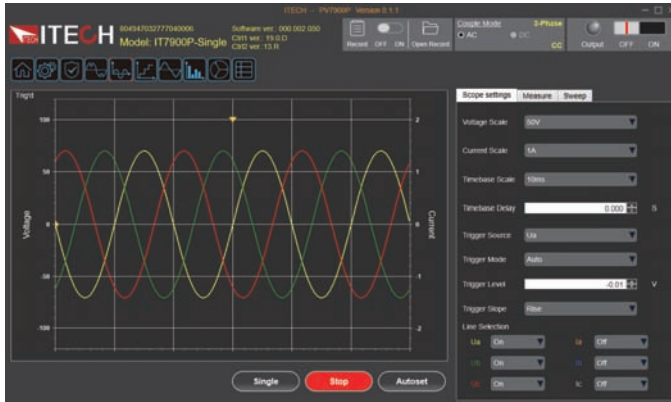 ITECH - PV7900P Version 0.1.1
ITECH
804347032777040006
Model: IT7900P-Single
Software ver.: 000.002.050
Ctrl1 ver.: 19.0.D
Ctrl2 ver.: 13.R
Record OFF ON
Open Record
Couple Mode 3-Phase
AC DC
CC
Output OFF ON
100
50
0
-50
-100
Voltage
2
1
0
-1
-2
Current
Single Stop Autoset
Scope settings Measure Sweep
Voltage Scale 50V
Current Scale 1A
Timebase Scale 10ms
Timebase Delay 0.000 S
Trigger Source Ua
Trigger Mode Auto
Trigger Level -0.01 V
Trigger Slope Rise
Line Selection
Ua On Ia Off
Ub On Ib Off
Uc On Ic Off